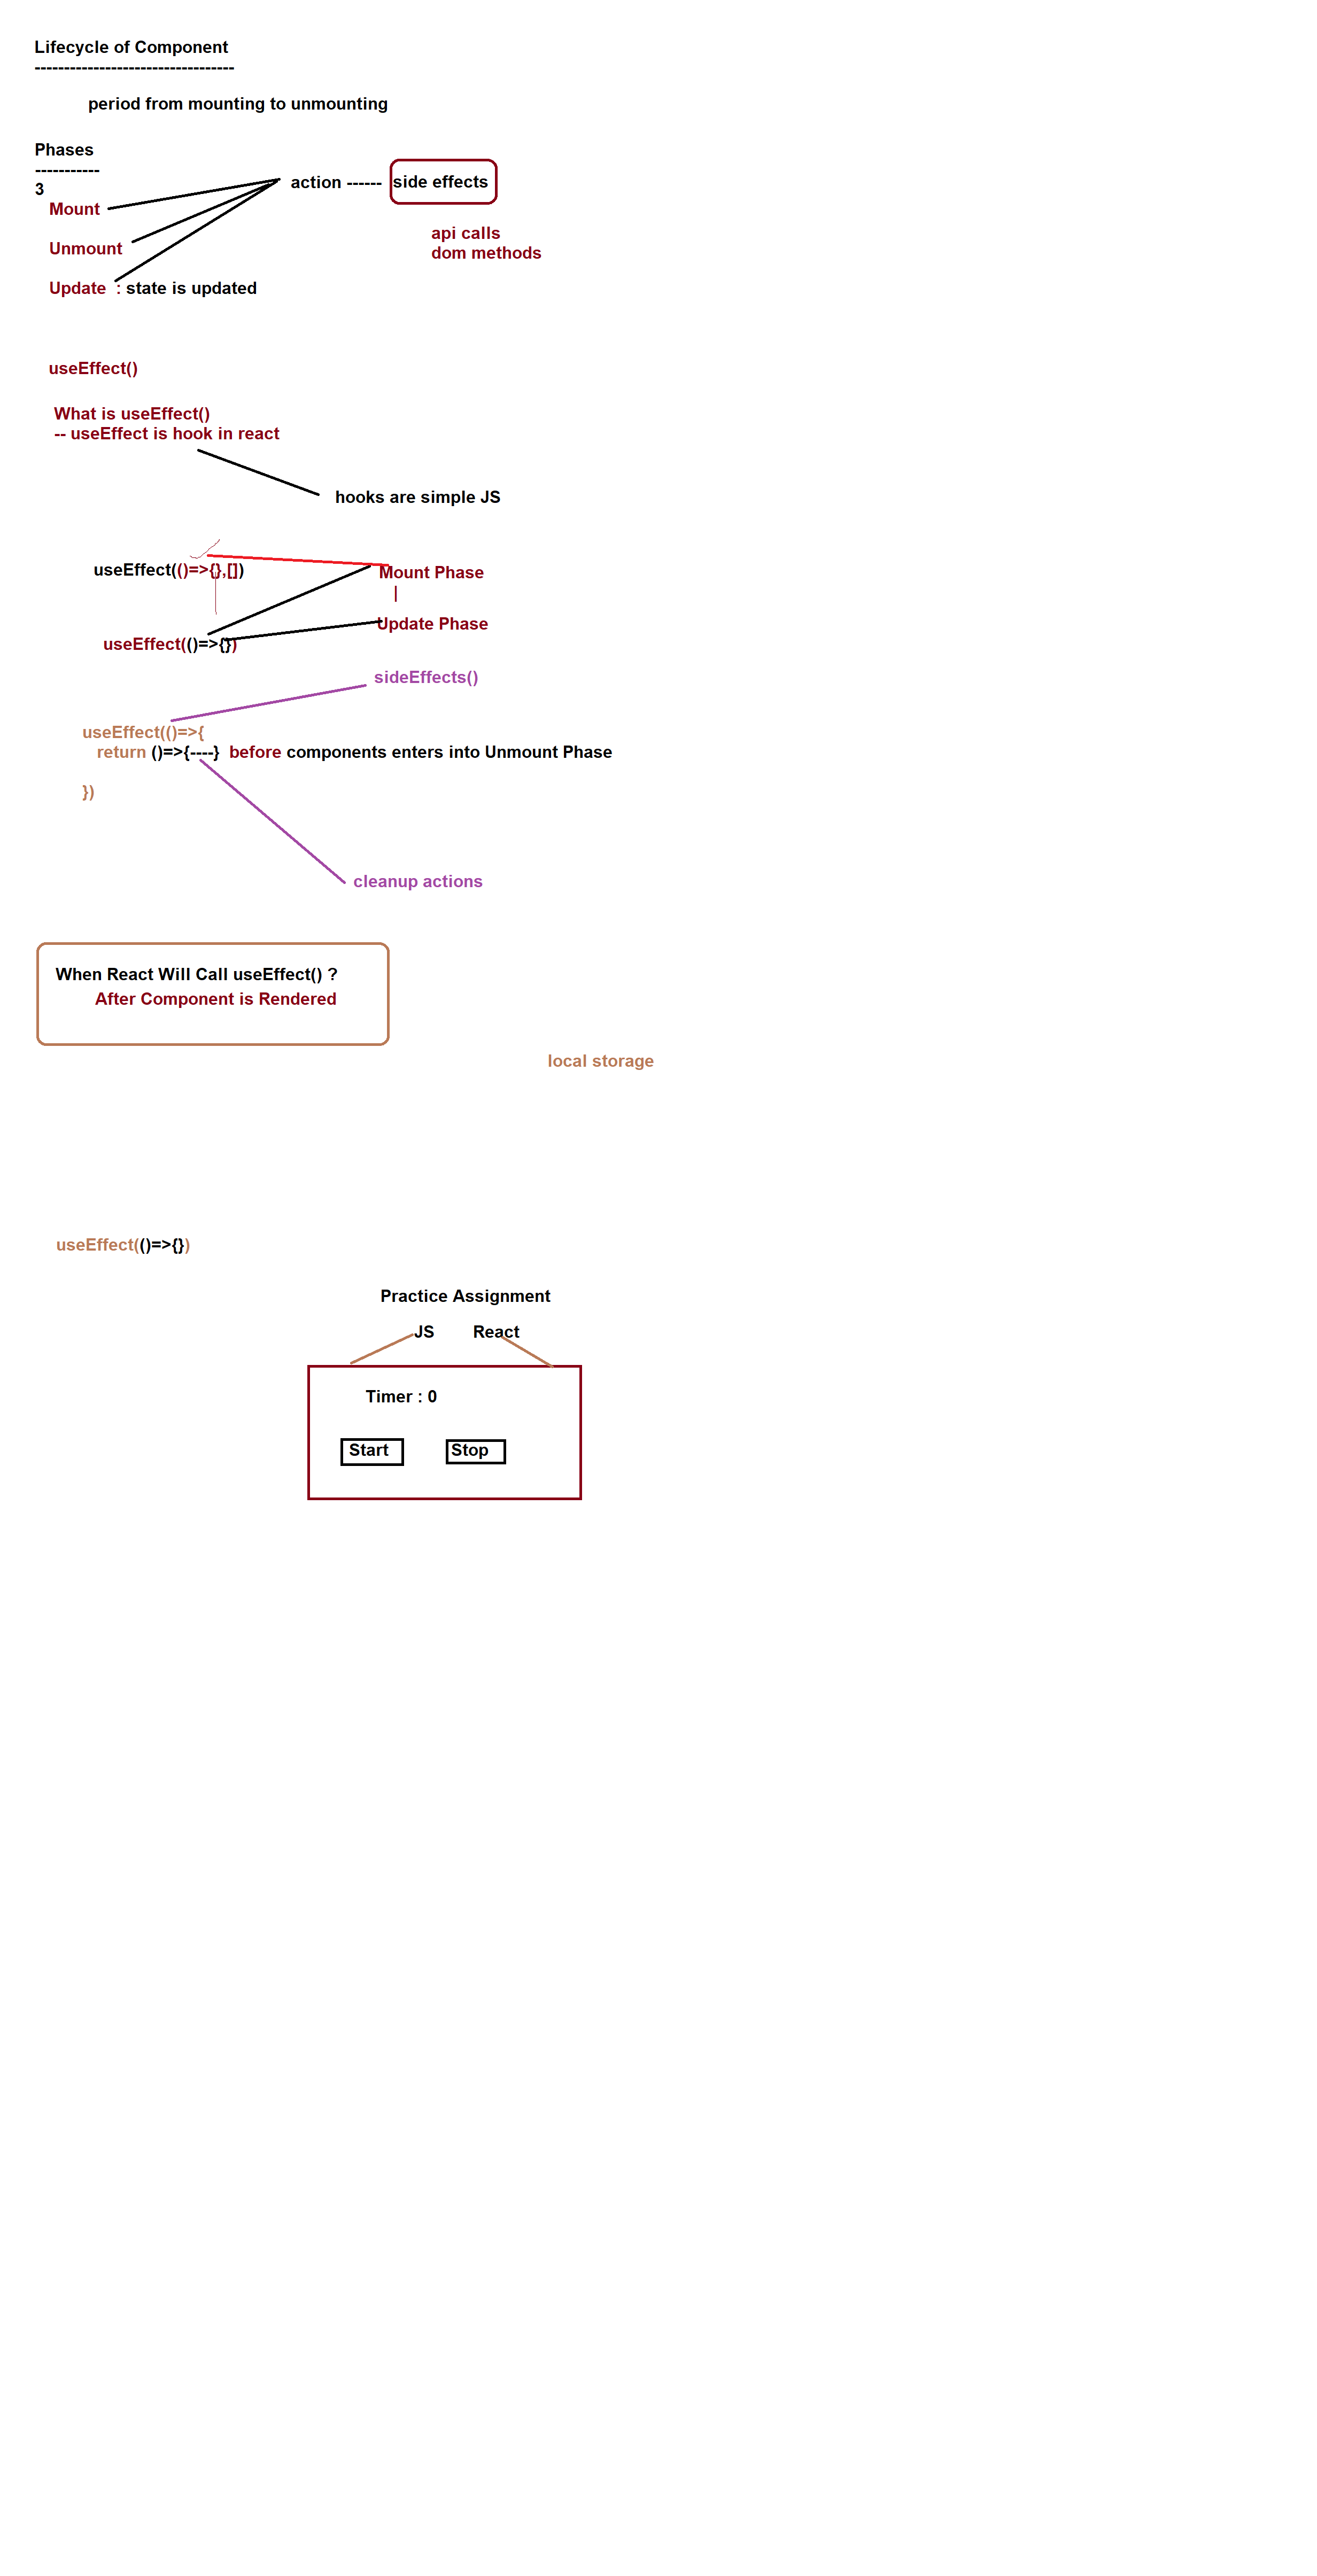 Lifecycle of Component
----------------------------------
period from mounting to unmounting
Phases
-----------
3
action ------ side effects
Mount
api calls
Unmount
dom methods
Update : state is updated
useEffect()
What is useEffect()
-- useEffect is hook in react
hooks are simple JS
useEffect(()=>{},[])
Mount Phase
|
Update Phase
useEffect(()=>{})
sideEffects()
useEffect(()=>{
return ()=>{----} before components enters into Unmount Phase
})
cleanup actions
When React Will Call useEffect() ?
After Component is Rendered
local storage
useEffect(()=>{})
Practice Assignment
JS React
Timer : 0
Start Stop